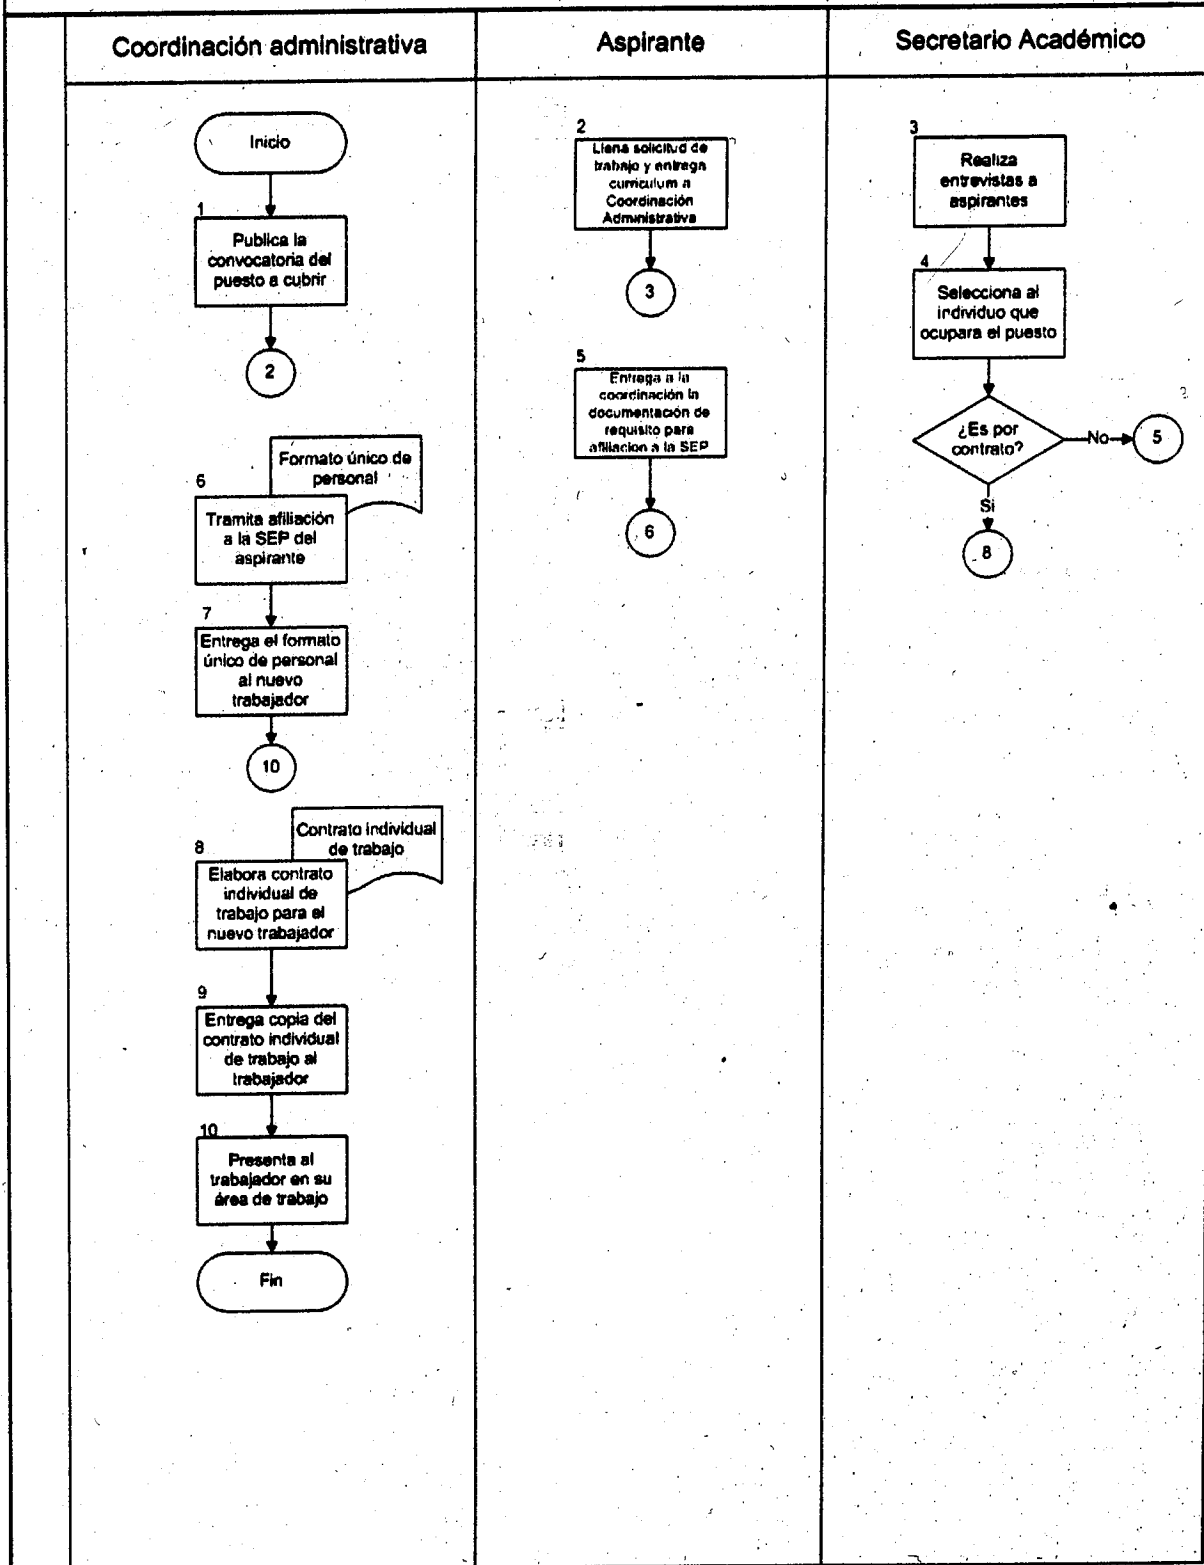 Coordinación administrativa
Aspirante
Secretario Académico
Inicio
1
Publica la
convocatoria del
puesto a cubrir
2
Formato único de
personal
6
Tramita afiliación
a la SEP del
aspirante
7
Entrega el formato
único de personal
al nuevo
trabajador
10
Contrato individual
de trabajo
8
Elabora contrato
individual de
trabajo para el
nuevo trabajador
9
Entrega copia del
contrato individual
de trabajo al
trabajador
10
Presenta al
trabajador en su
área de trabajo
Fin
2
Llena solicitud de
trabajo y entrega
curriculum a
Coordinación
Administrativa
3
5
Entrega a la
coordinación la
documentación de
requisito para
afiliacion a la SEP
6
3
Realiza
entrevistas a
aspirantes
4
Selecciona al
individuo que
ocupara el puesto
¿Es por
contrato?
No
5
Si
8